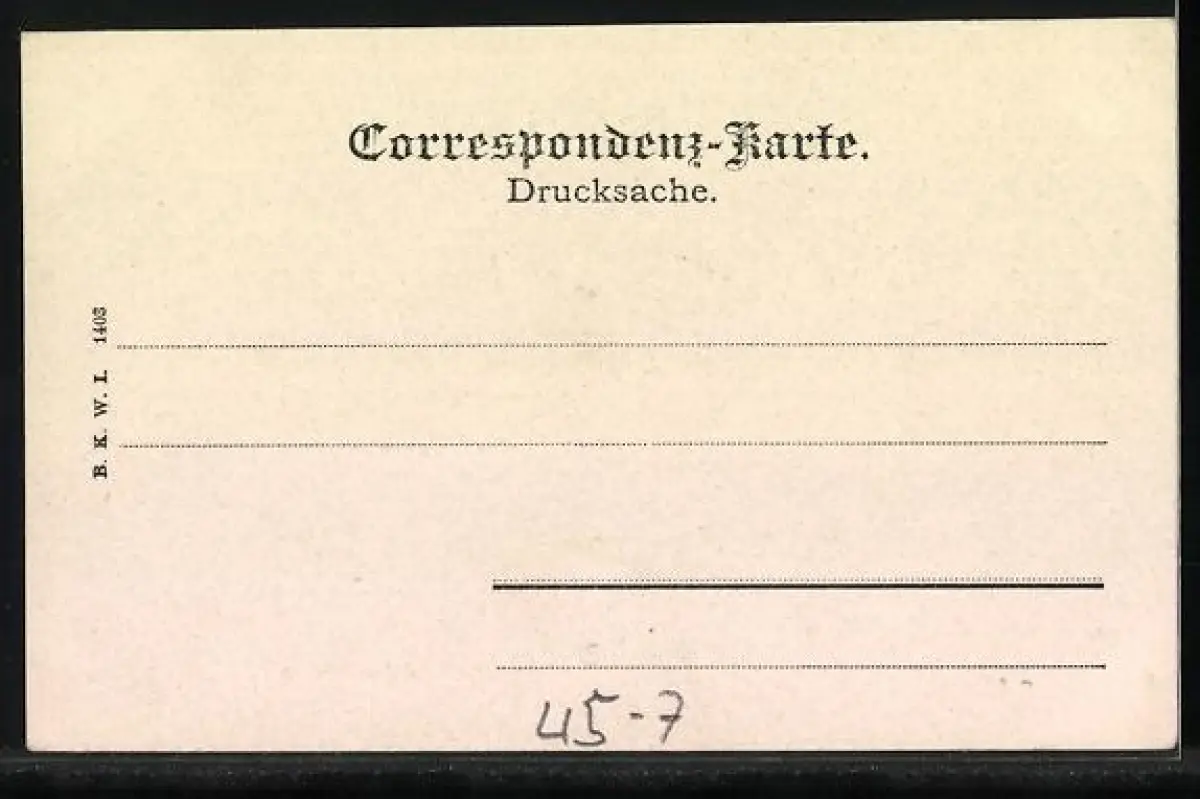 Correspondenz-Karte.
Drucksache.
B. K. W. I. 1403
45-7